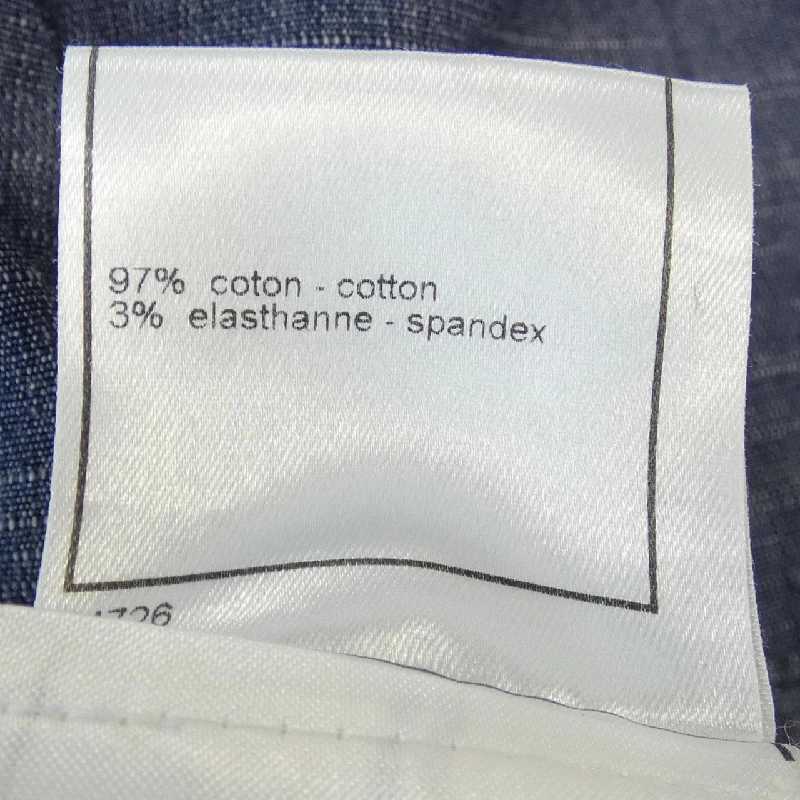 97% coton - cotton
3% elasthanne - spandex